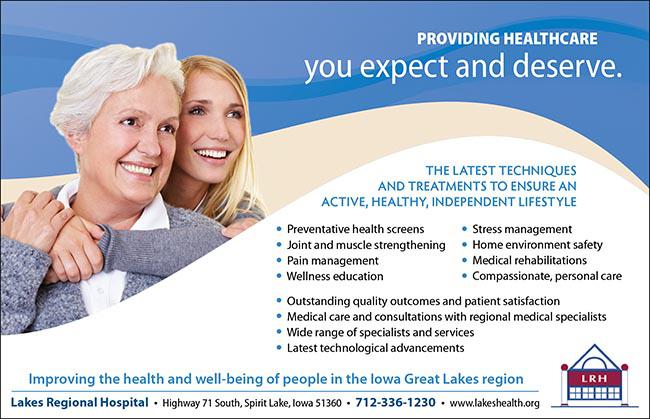 PROVIDING HEALTHCARE
you expect and deserve.
THE LATEST TECHNIQUES
AND TREATMENTS TO ENSURE AN
ACTIVE, HEALTHY, INDEPENDENT LIFESTYLE
• Preventative health screens
• Joint and muscle strengthening
• Pain management
• Wellness education
• Stress management
• Home environment safety
• Medical rehabilitations
• Compassionate, personal care
• Outstanding quality outcomes and patient satisfaction
• Medical care and consultations with regional medical specialists
• Wide range of specialists and services
• Latest technological advancements
Improving the health and well-being of people in the Iowa Great Lakes region
Lakes Regional Hospital • Highway 71 South, Spirit Lake, Iowa 51360 • 712-336-1230 • www.lakeshealth.org
LRH